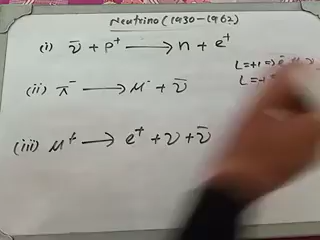 Neutrino (1930-1962)
(i) ν̄ + p⁺ ⟶ n + e⁺
L=+1 ⇒ e⁻
(ii) π⁻ ⟶ μ⁻ + ν̄
(iii) μ⁺ ⟶ e⁺ + ν + ν̄